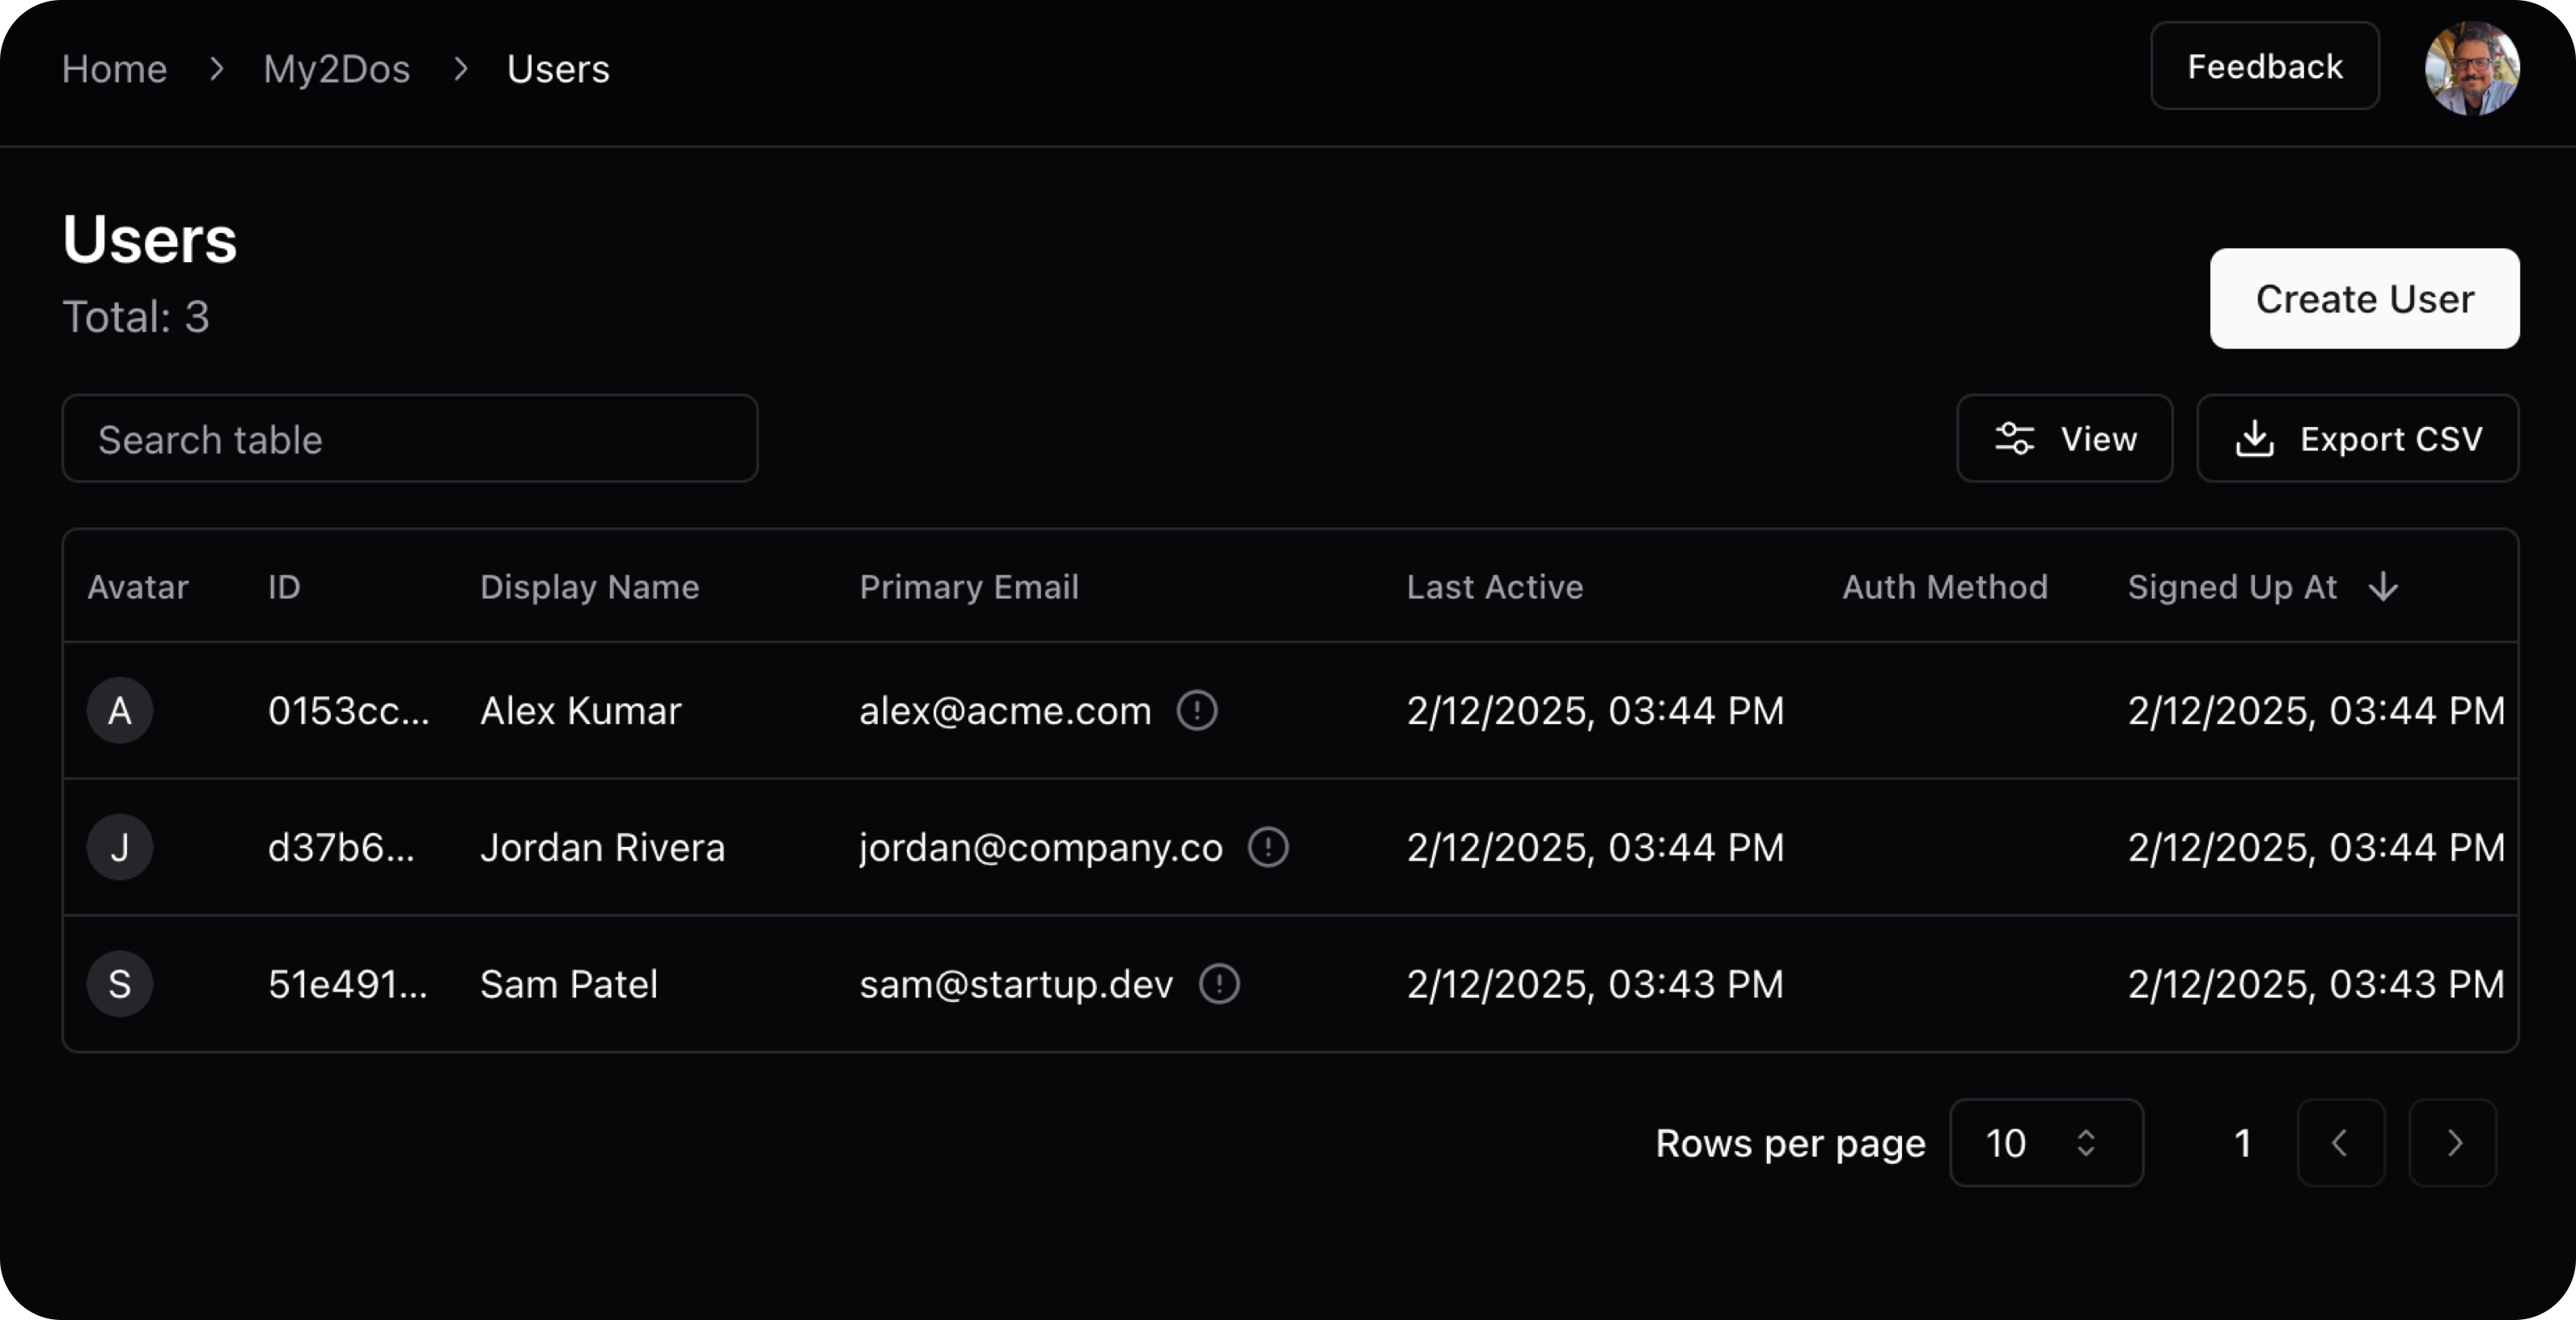 Home > My2Dos > Users
Feedback
Users
Total: 3
Create User
Search table
View
Export CSV
Avatar ID Display Name Primary Email Last Active Auth Method Signed Up At
A 0153cc... Alex Kumar alex@acme.com 2/12/2025, 03:44 PM 2/12/2025, 03:44 PM
J d37b6... Jordan Rivera jordan@company.co 2/12/2025, 03:44 PM 2/12/2025, 03:44 PM
S 51e491... Sam Patel sam@startup.dev 2/12/2025, 03:43 PM 2/12/2025, 03:43 PM
Rows per page 10 1